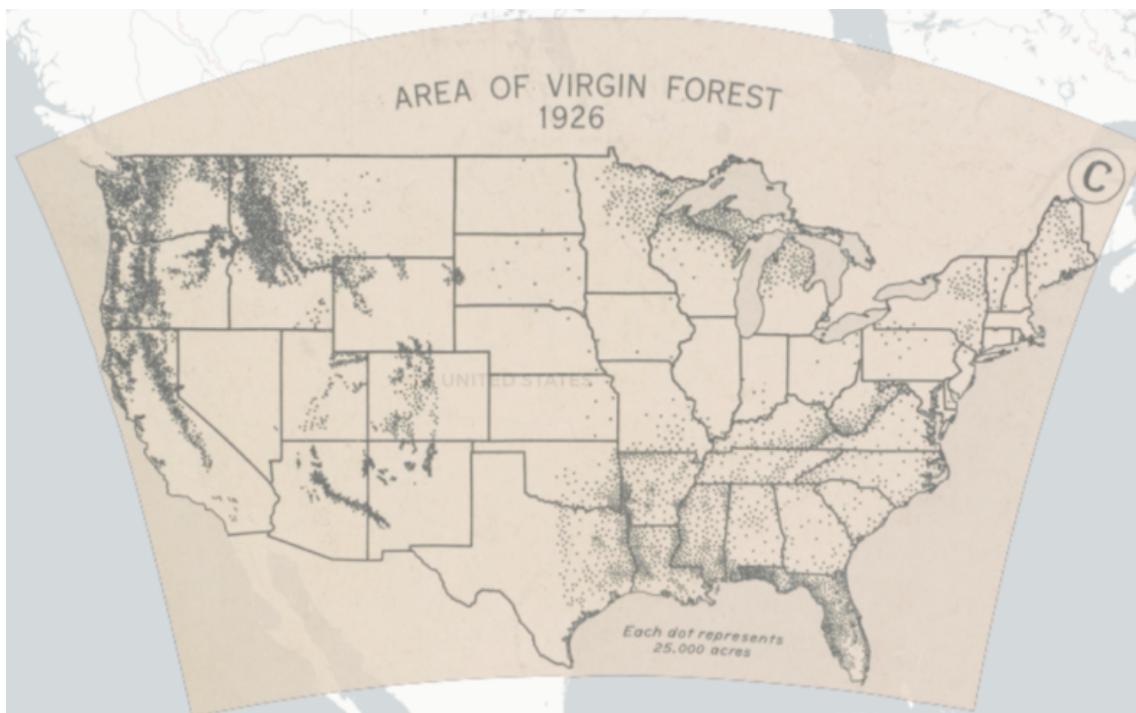 AREA OF VIRGIN FOREST
1926
C
UNITED STATES
Each dot represents
25,000 acres